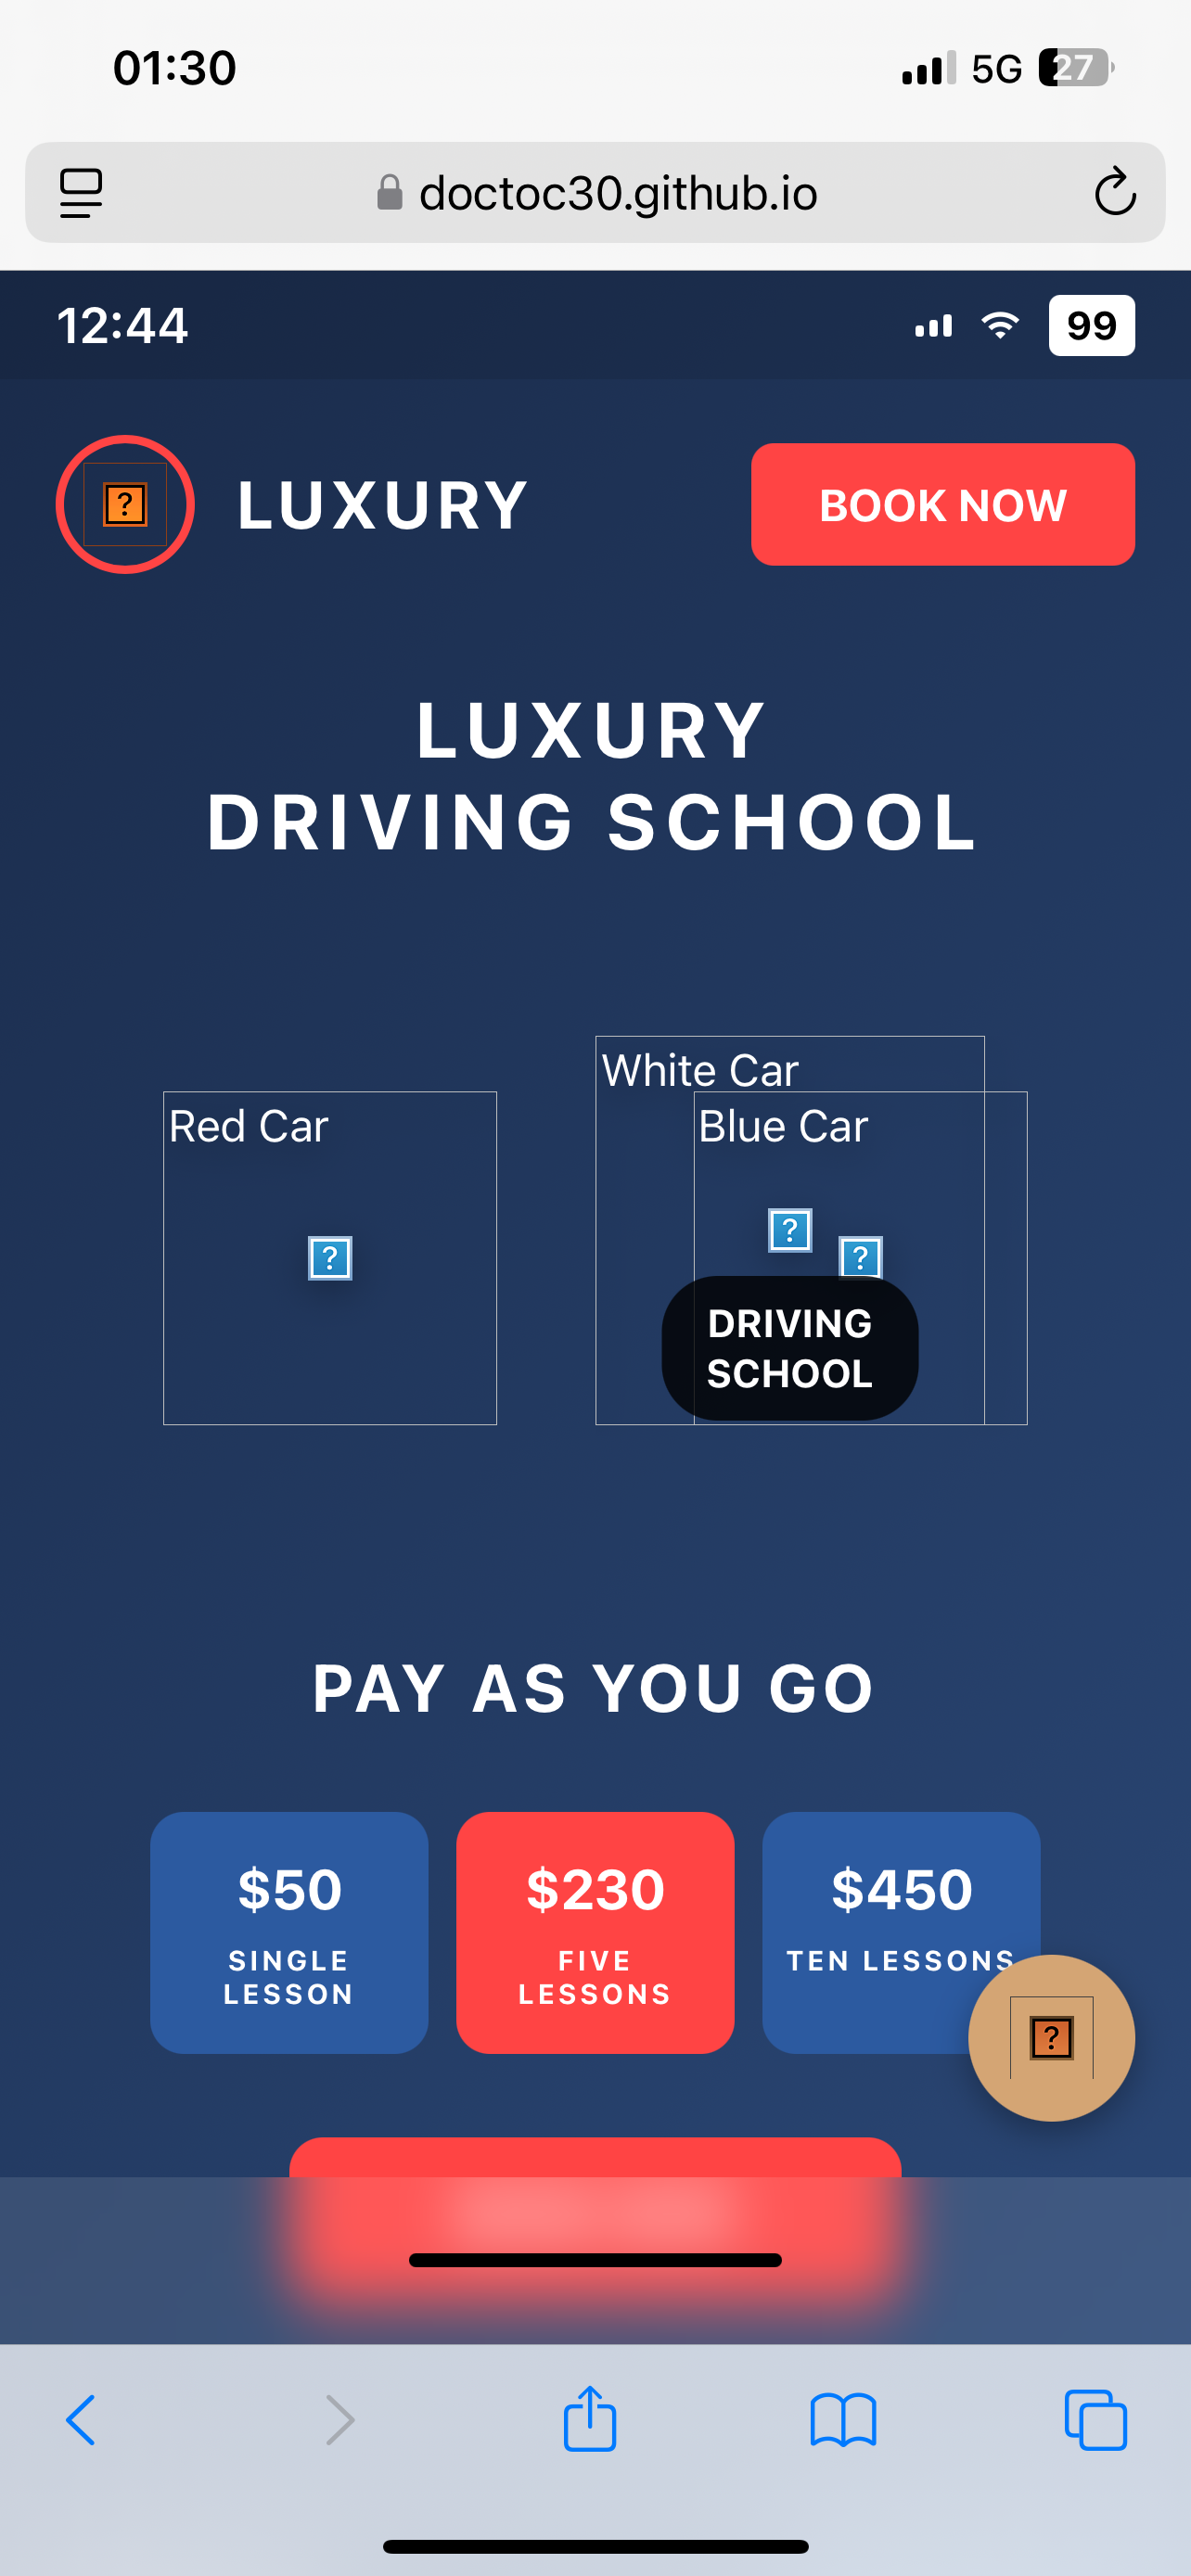 01:30
5G
27
doctoc30.github.io
12:44
99
?
LUXURY
BOOK NOW
LUXURY
DRIVING SCHOOL
White Car
Red Car
Blue Car
?
?
?
DRIVING
SCHOOL
PAY AS YOU GO
$50
SINGLE
LESSON
$230
FIVE
LESSONS
$450
TEN LESSONS
?